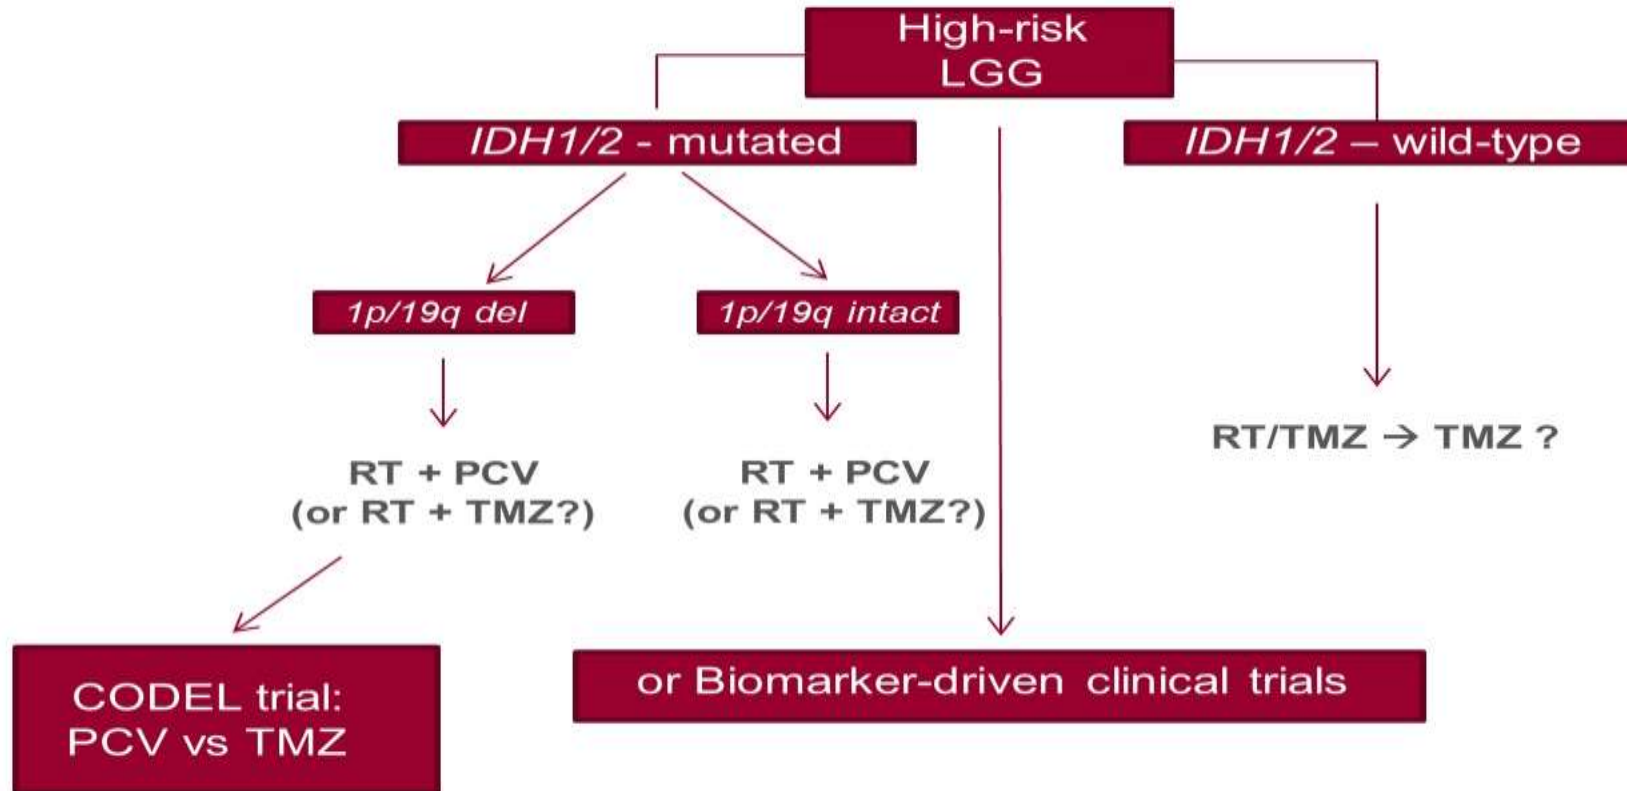 High-risk
LGG
IDH1/2 - mutated
IDH1/2 – wild-type
1p/19q del
1p/19q intact
RT + PCV
(or RT + TMZ?)
RT + PCV
(or RT + TMZ?)
RT/TMZ → TMZ ?
CODEL trial:
PCV vs TMZ
or Biomarker-driven clinical trials